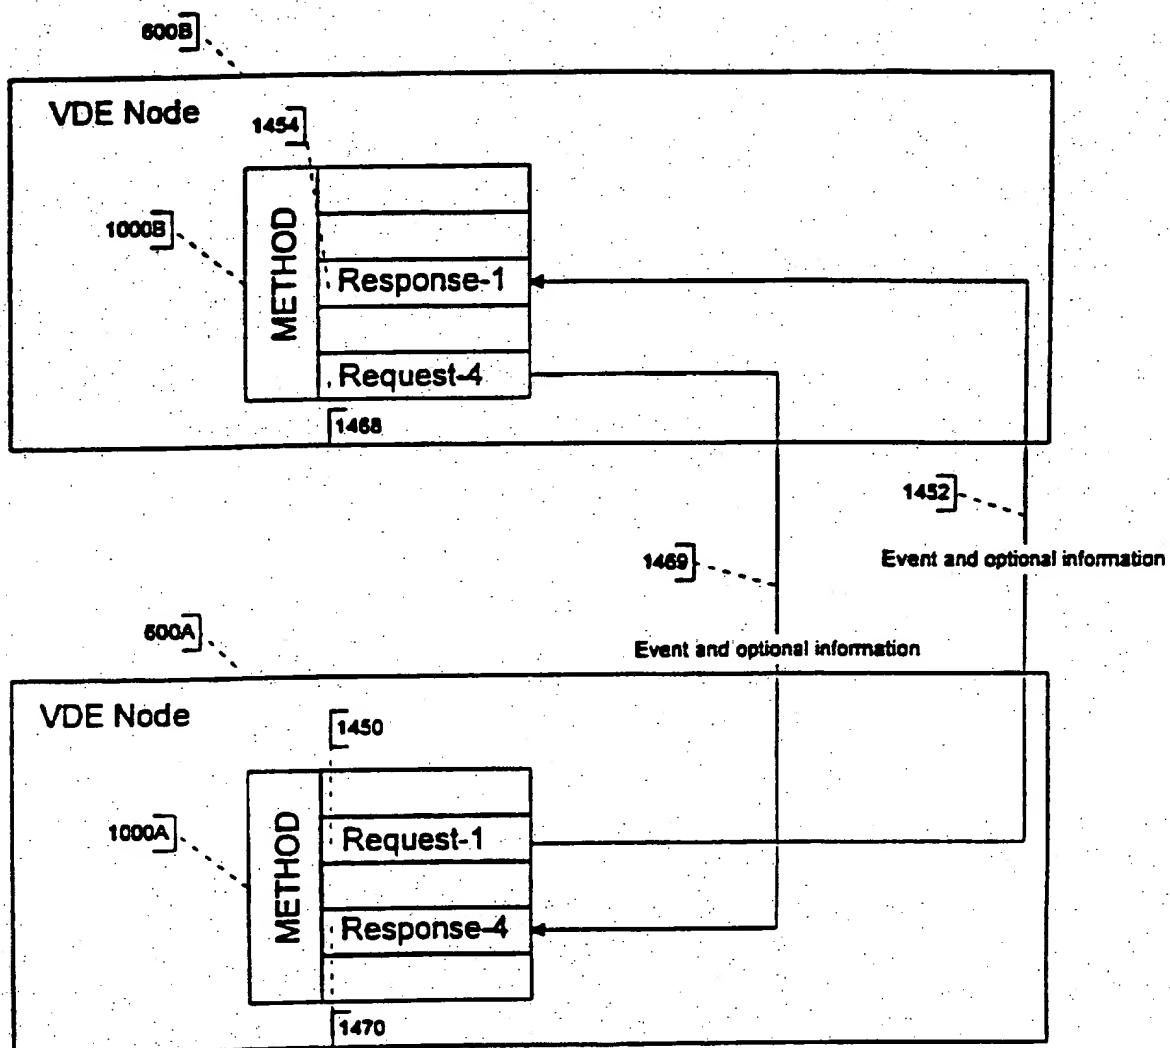 600B
VDE Node
1454
1000B
METHOD
Response-1
Request-4
1468
1452
Event and optional information
1469
600A
Event and optional information
VDE Node
1450
1000A
METHOD
Request-1
Response-4
1470